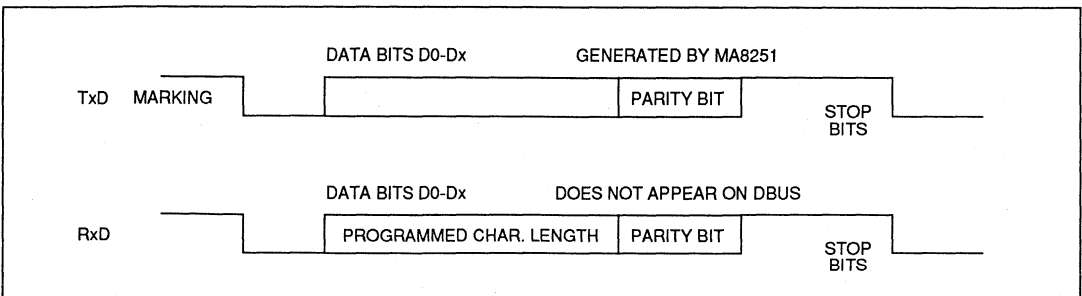 DATA BITS D0-Dx GENERATED BY MA8251
TxD MARKING PARITY BIT
STOP
BITS
DATA BITS D0-Dx DOES NOT APPEAR ON DBUS
RxD PROGRAMMED CHAR. LENGTH PARITY BIT
STOP
BITS